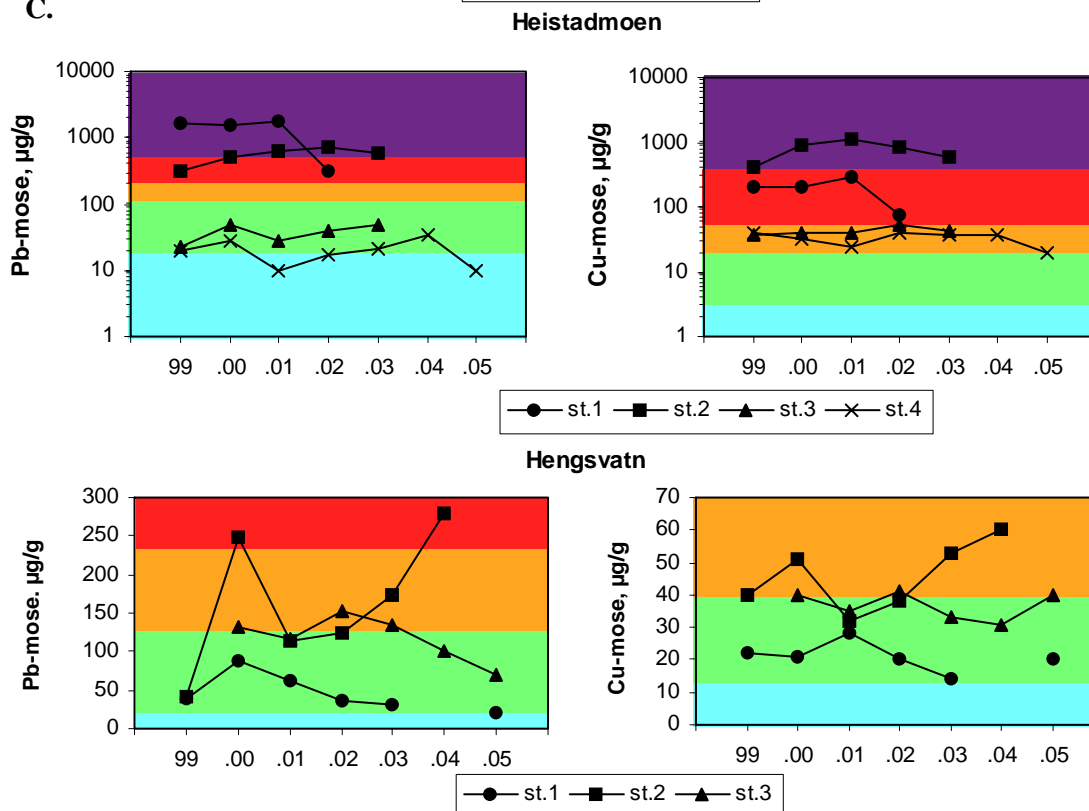 C.
Heistadmoen
Pb-mose, µg/g
10000
1000
100
10
1
99 .00 .01 .02 .03 .04 .05
Cu-mose, µg/g
10000
1000
100
10
1
99 .00 .01 .02 .03 .04 .05
st.1 st.2 st.3 st.4
Hengsvatn
Pb-mose. µg/g
300
250
200
150
100
50
0
99 .00 .01 .02 .03 .04 .05
Cu-mose, µg/g
70
60
50
40
30
20
10
0
99 .00 .01 .02 .03 .04 .05
st.1 st.2 st.3